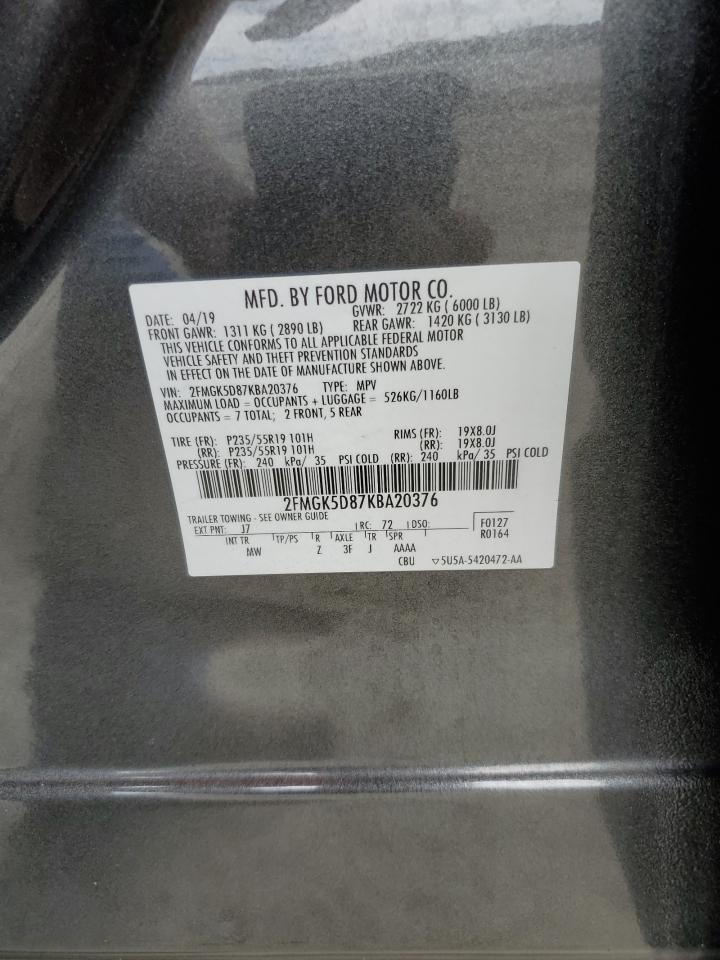 MFD. BY FORD MOTOR CO.
DATE: 04/19 GVWR: 2722 KG ( 6000 LB)
FRONT GAWR: 1311 KG ( 2890 LB) REAR GAWR: 1420 KG ( 3130 LB)
THIS VEHICLE CONFORMS TO ALL APPLICABLE FEDERAL MOTOR
VEHICLE SAFETY AND THEFT PREVENTION STANDARDS
IN EFFECT ON THE DATE OF MANUFACTURE SHOWN ABOVE.
VIN: 2FMGK5D87KBA20376 TYPE: MPV
MAXIMUM LOAD = OCCUPANTS + LUGGAGE = 526KG/1160LB
OCCUPANTS = 7 TOTAL; 2 FRONT, 5 REAR
TIRE (FR): P235/55R19 101H RIMS (FR): 19X8.0J
(RR): P235/55R19 101H (RR): 19X8.0J
PRESSURE (FR): 240 kPa/ 35 PSI COLD (RR): 240 kPa/ 35 PSI COLD
2FMGK5D87KBA20376
TRAILER TOWING - SEE OWNER GUIDE
EXT PNT: J7 RC: 72 DSO: F0127
INT TR TP/PS R AXLE TR SPR R0164
MW Z 3F J AAAA
CBU ▽5U5A-5420472-AA